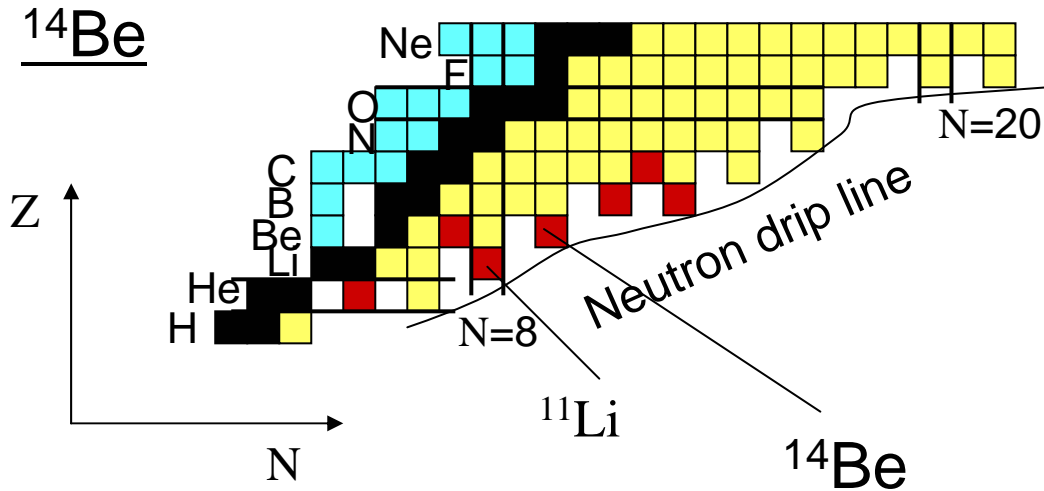 ¹⁴Be
Ne
F
O
N
C
B
Be
Li
He
H
Z
N
N=8
N=20
Neutron drip line
¹¹Li
¹⁴Be